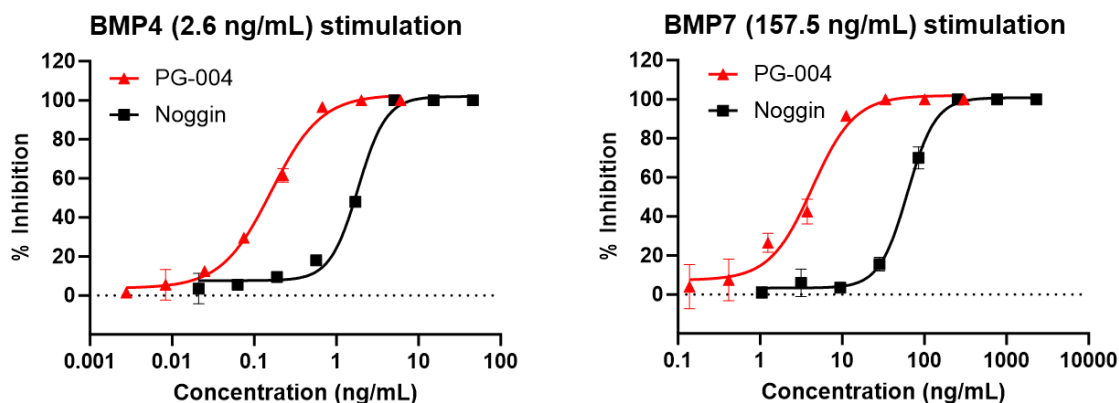 BMP4 (2.6 ng/mL) stimulation
% Inhibition
120
100
80
60
40
20
0
PG-004
Noggin
0.001
0.01
0.1
1
10
100
Concentration (ng/mL)
BMP7 (157.5 ng/mL) stimulation
% Inhibition
120
100
80
60
40
20
0
PG-004
Noggin
0.1
1
10
100
1000
10000
Concentration (ng/mL)